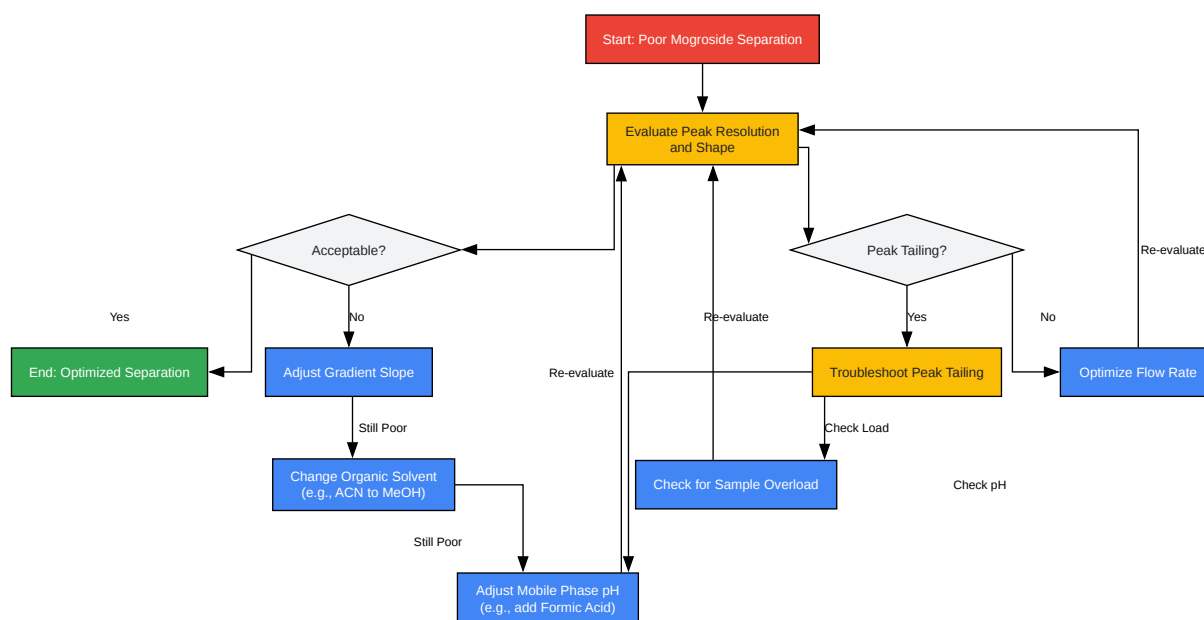 Start: Poor Mogroside Separation
Evaluate Peak Resolution
and Shape
Acceptable?
Peak Tailing?
Re-evaluate
Yes
No
Re-evaluate
Yes
No
End: Optimized Separation
Adjust Gradient Slope
Re-evaluate
Troubleshoot Peak Tailing
Optimize Flow Rate
Still Poor
Check Load
Change Organic Solvent
(e.g., ACN to MeOH)
Check for Sample Overload
Check pH
Still Poor
Adjust Mobile Phase pH
(e.g., add Formic Acid)